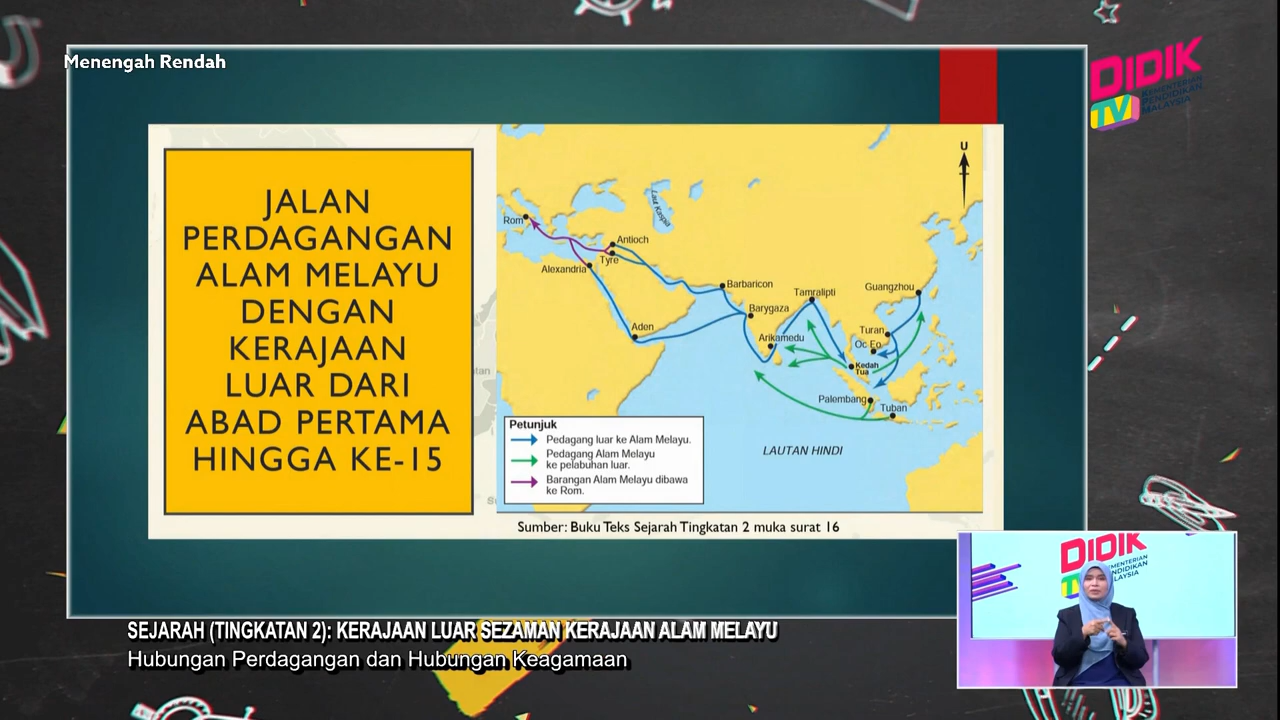 Menengah Rendah
DIDIK
TV
KEMENTERIAN
PENDIDIKAN
MALAYSIA
JALAN
PERDAGANGAN
ALAM MELAYU
DENGAN
KERAJAAN
LUAR DARI
ABAD PERTAMA
HINGGA KE-15
U
Laut Kaspia
Rom
Antioch
Tyre
Alexandria
Barbaricon
Tamralipti
Guangzhou
Barygaza
Aden
Turan
Arikamedu
Oc Eo
Kedah
Tua
Palembang
Tuban
LAUTAN HINDI
Petunjuk
Pedagang luar ke Alam Melayu.
Pedagang Alam Melayu
ke pelabuhan luar.
Barangan Alam Melayu dibawa
ke Rom.
Sumber: Buku Teks Sejarah Tingkatan 2 muka surat 16
DIDIK
SEJARAH (TINGKATAN 2): KERAJAAN LUAR SEZAMAN KERAJAAN ALAM MELAYU
Hubungan Perdagangan dan Hubungan Keagamaan